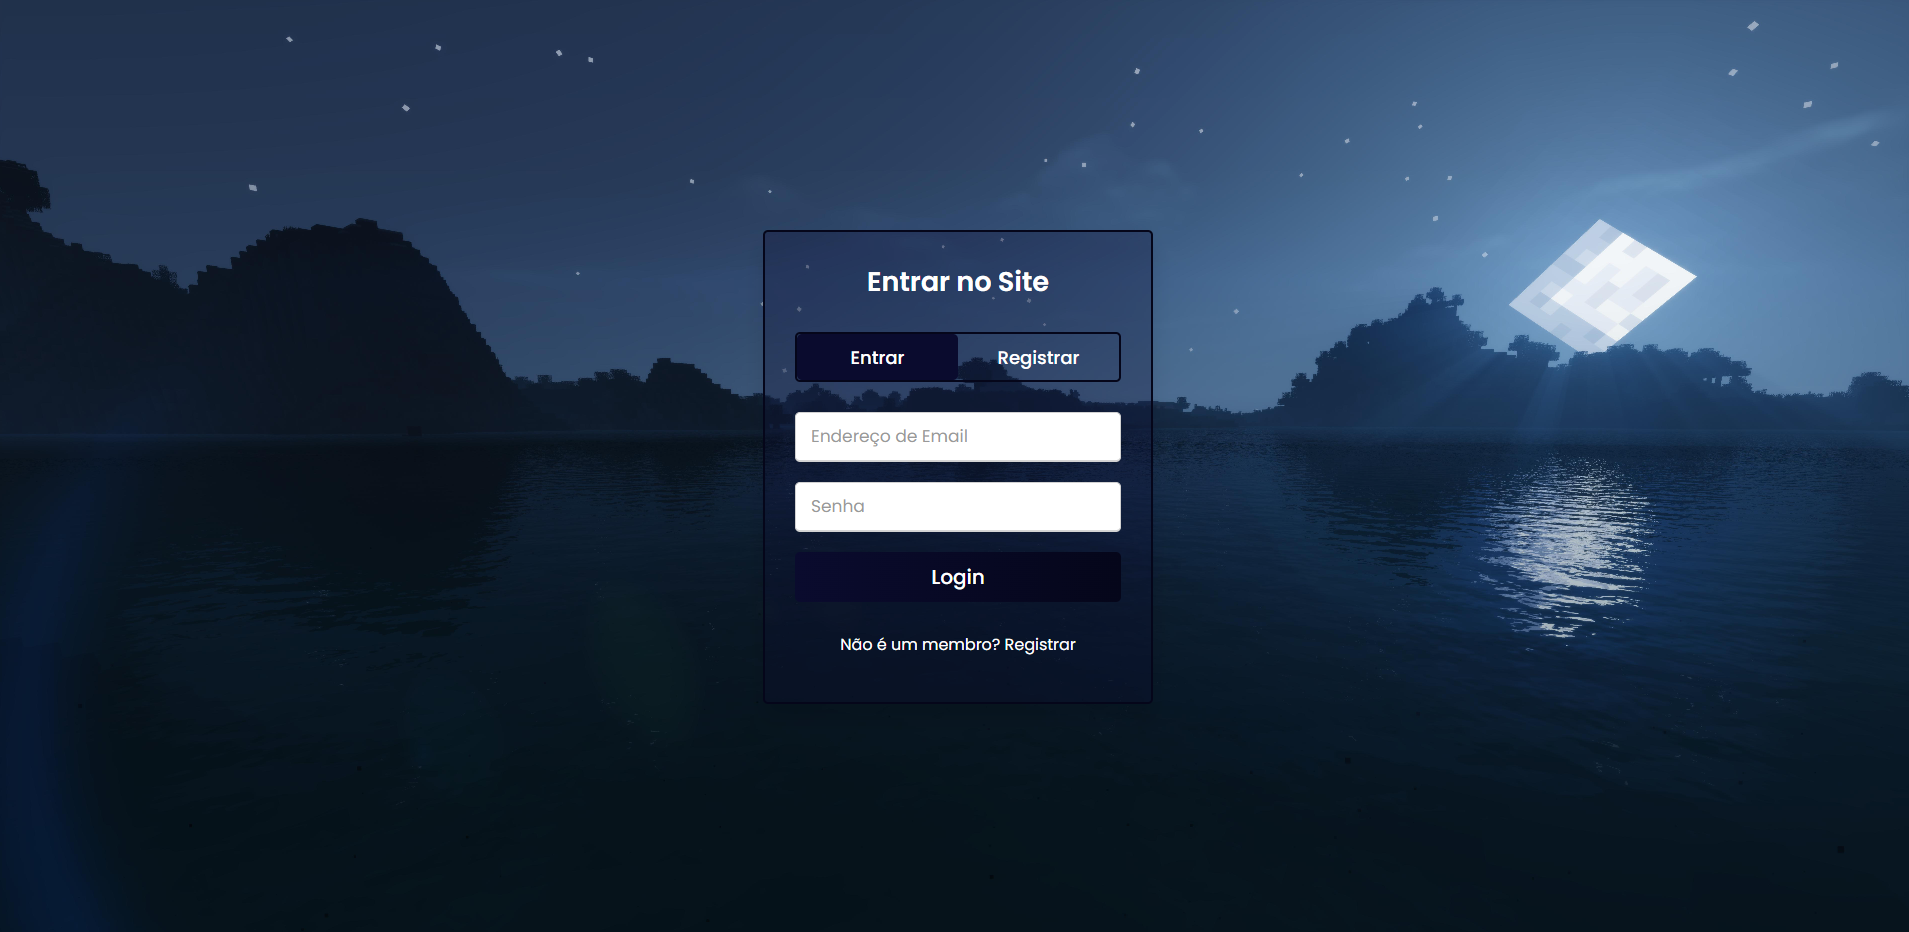 Entrar no Site
Entrar
Registrar
Endereço de Email
Senha
Login
Não é um membro? Registrar